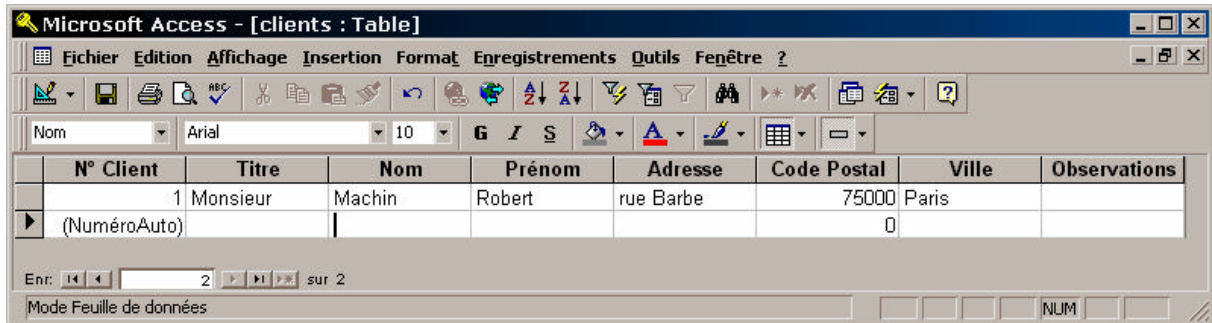 Microsoft Access - [clients : Table]
Fichier Edition Affichage Insertion Format Enregistrements Outils Fenêtre ?
Nom Arial 10 G I S A
N° Client Titre Nom Prénom Adresse Code Postal Ville Observations
1 Monsieur Machin Robert rue Barbe 75000 Paris
(NuméroAuto) 0
Enr: 2 sur 2
Mode Feuille de données NUM